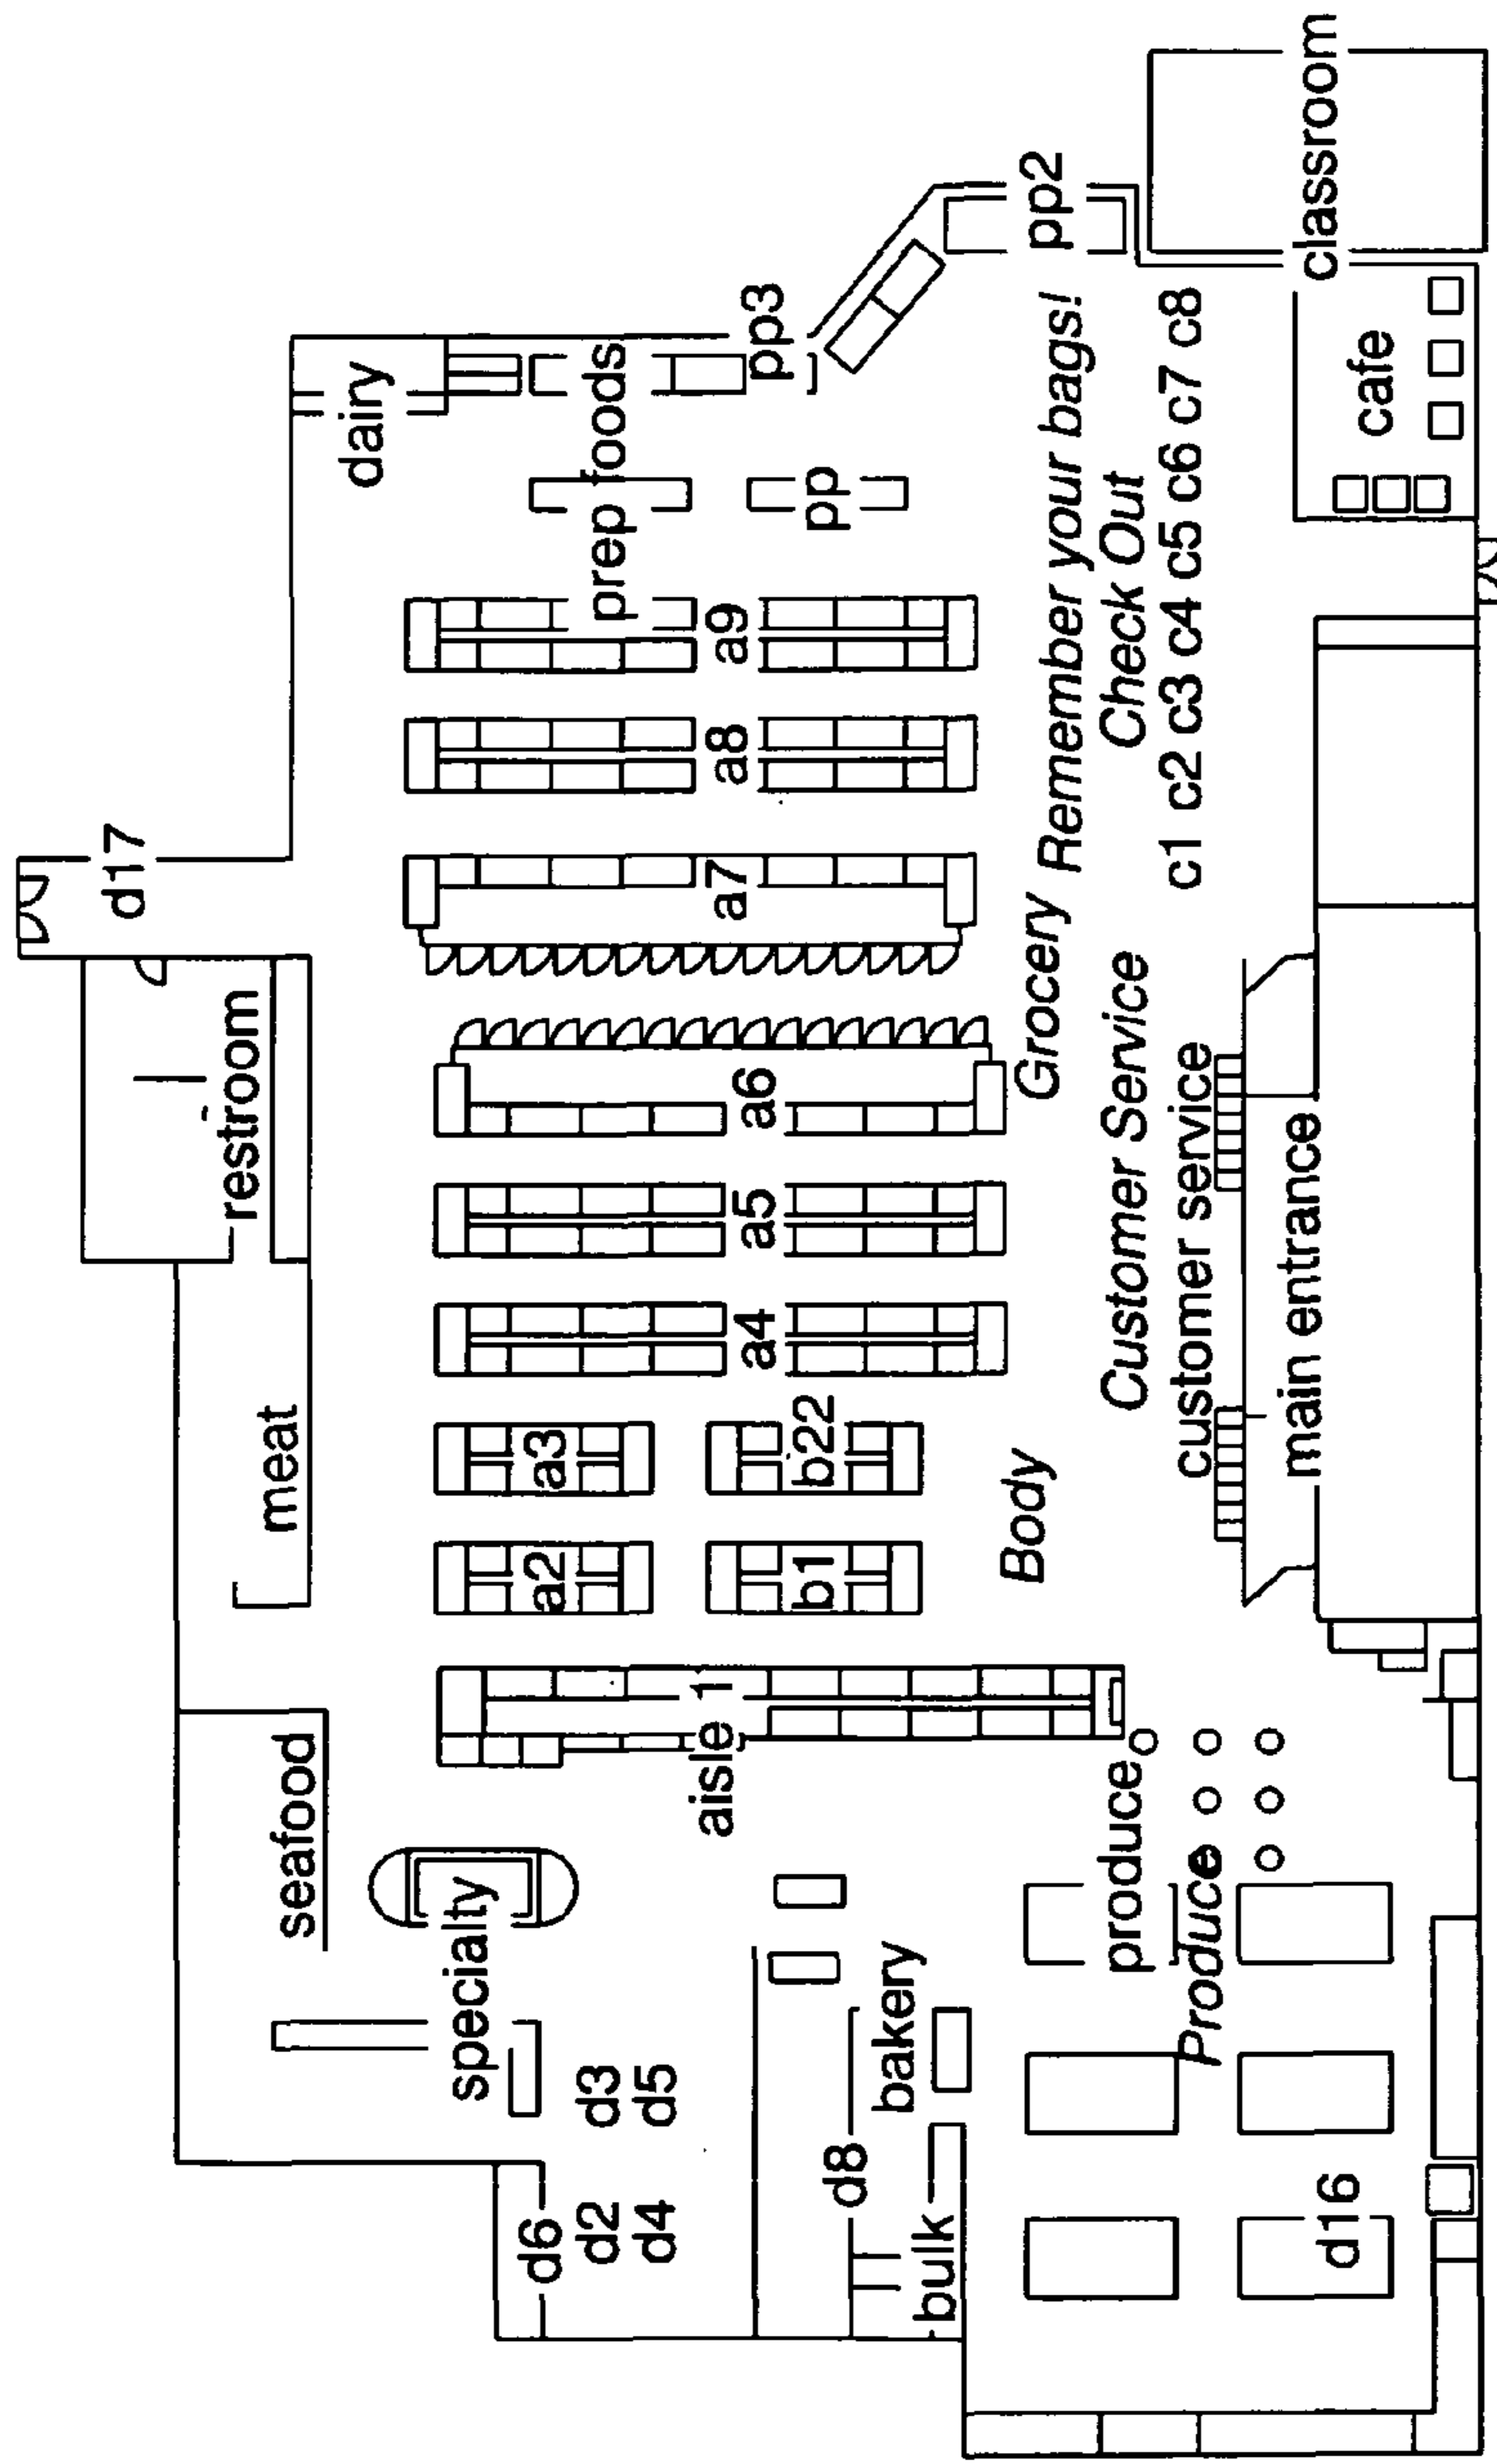 d17
restroom
meat
seafood
dairy
specialty
d6
d2 d3
d4 d5
a2
a3
prep foods
aisle 1
a4
a5
a6
a7
a8
a9
pp3
b1
b22
pp
d8
bakery
bulk
Body
Grocery
Remember your bags!
pp2
produce
Customer Service
Check Out
Produce
customer service
c1 c2 c3 c4 c5 c6 c7 c8
main entrance
classroom
d16
cafe